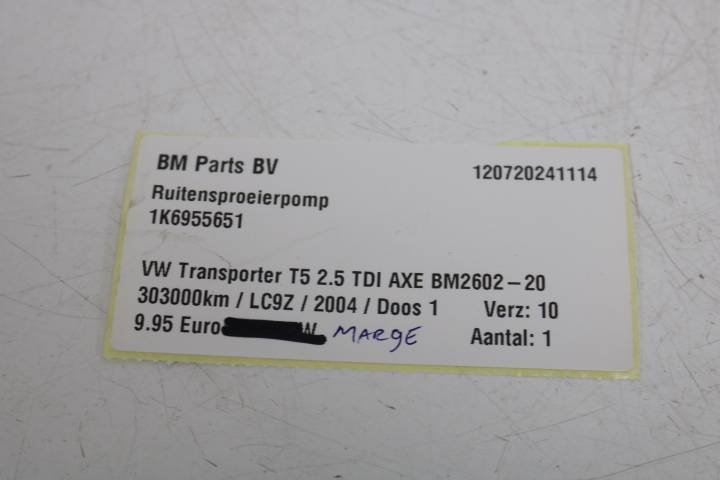 BM Parts BV 120720241114
Ruitensproeierpomp
1K6955651
VW Transporter T5 2.5 TDI AXE BM2602-20
303000km / LC9Z / 2004 / Doos 1 Verz: 10
9.95 Euro MARGE Aantal: 1